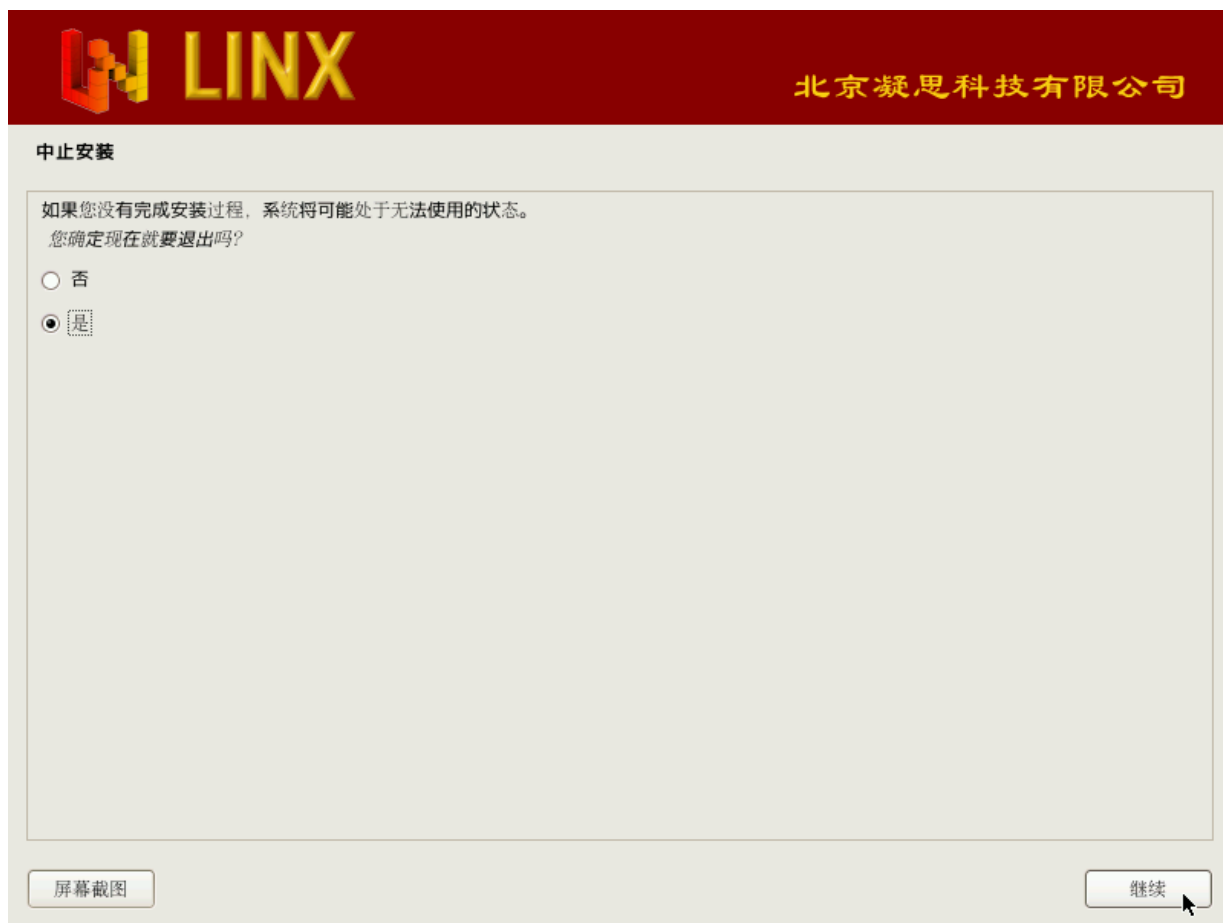 LINX
北京凝思科技有限公司
中止安装
如果您没有完成安装过程，系统将可能处于无法使用的状态。
您确定现在就要退出吗？
否
是
屏幕截图
继续